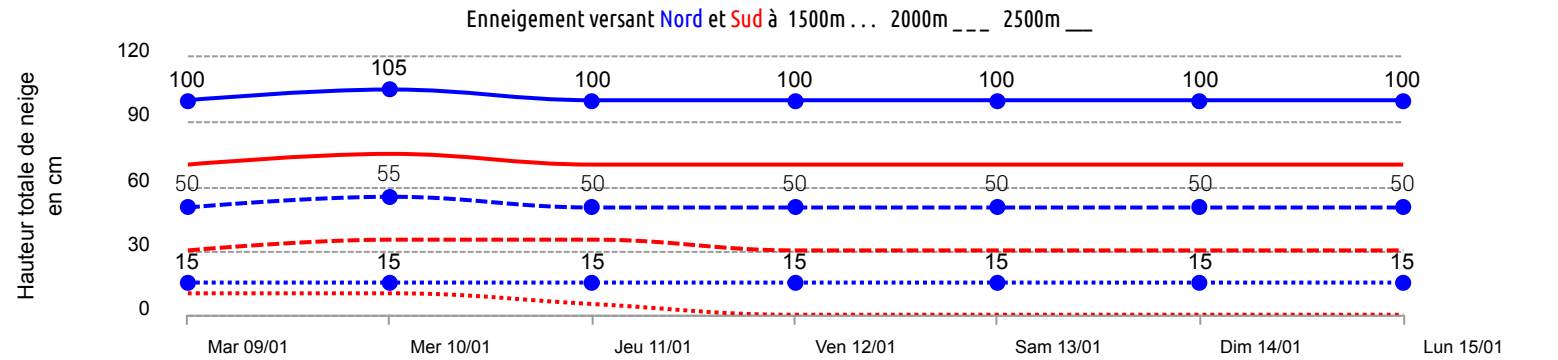 Enneigement versant Nord et Sud à 1500m . . . 2000m _ _ _ 2500m ___
Hauteur totale de neige
en cm
120
90
60
30
0
100 105 100 100 100 100 100
50 55 50 50 50 50 50
15 15 15 15 15 15 15
Mar 09/01 Mer 10/01 Jeu 11/01 Ven 12/01 Sam 13/01 Dim 14/01 Lun 15/01